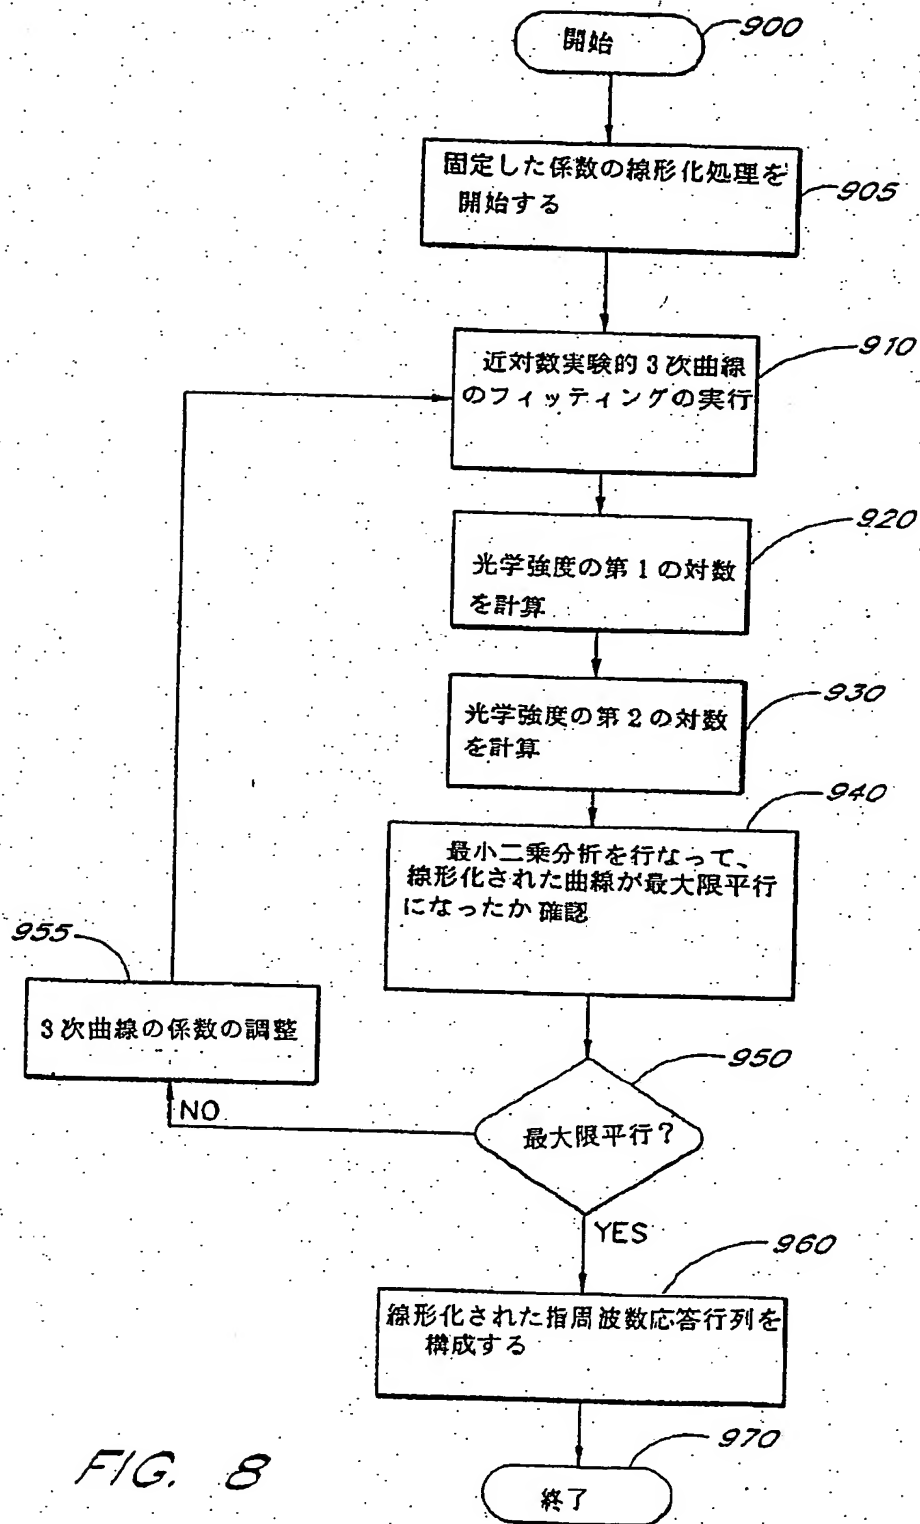 開始
900
固定した係数の線形化処理を
開始する
905
近対数実験的3次曲線
のフィッティングの実行
910
光学強度の第1の対数
を計算
920
光学強度の第2の対数
を計算
930
最小二乗分析を行なって、
線形化された曲線が最大限平行
になったか確認
940
955
3次曲線の係数の調整
950
最大限平行?
NO
YES
960
線形化された指周波数応答行列を
構成する
970
終了
FIG. 8